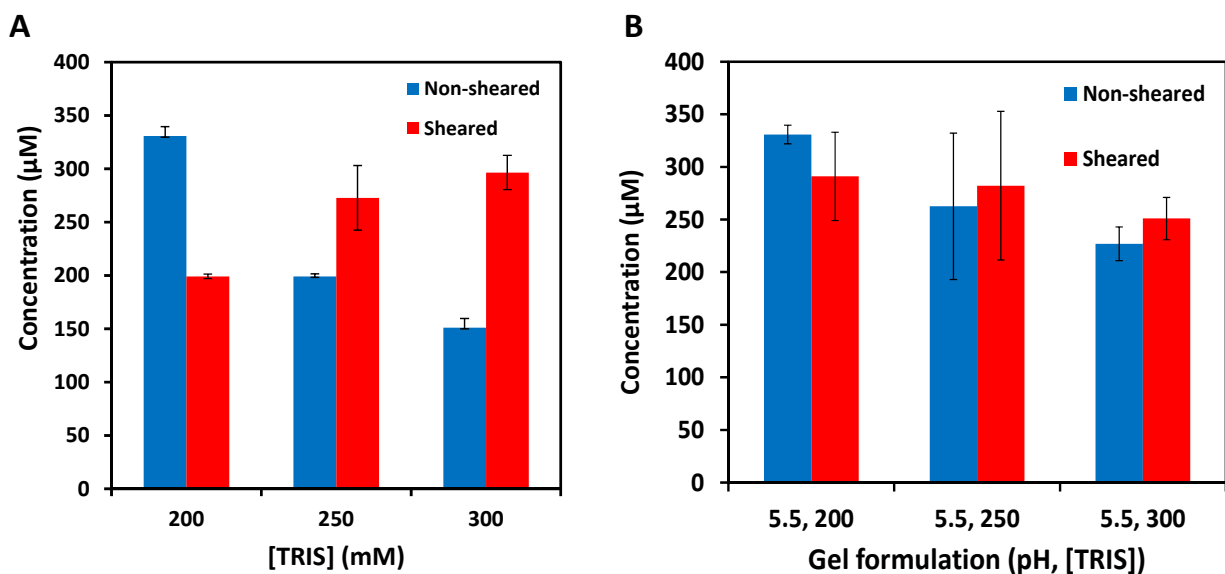 A
400
350
300
250
200
150
100
50
0
Concentration (µM)
Non-sheared
Sheared
200 250 300
[TRIS] (mM)
B
400
350
300
250
200
150
100
50
0
Concentration (µM)
Non-sheared
Sheared
5.5, 200 5.5, 250 5.5, 300
Gel formulation (pH, [TRIS])